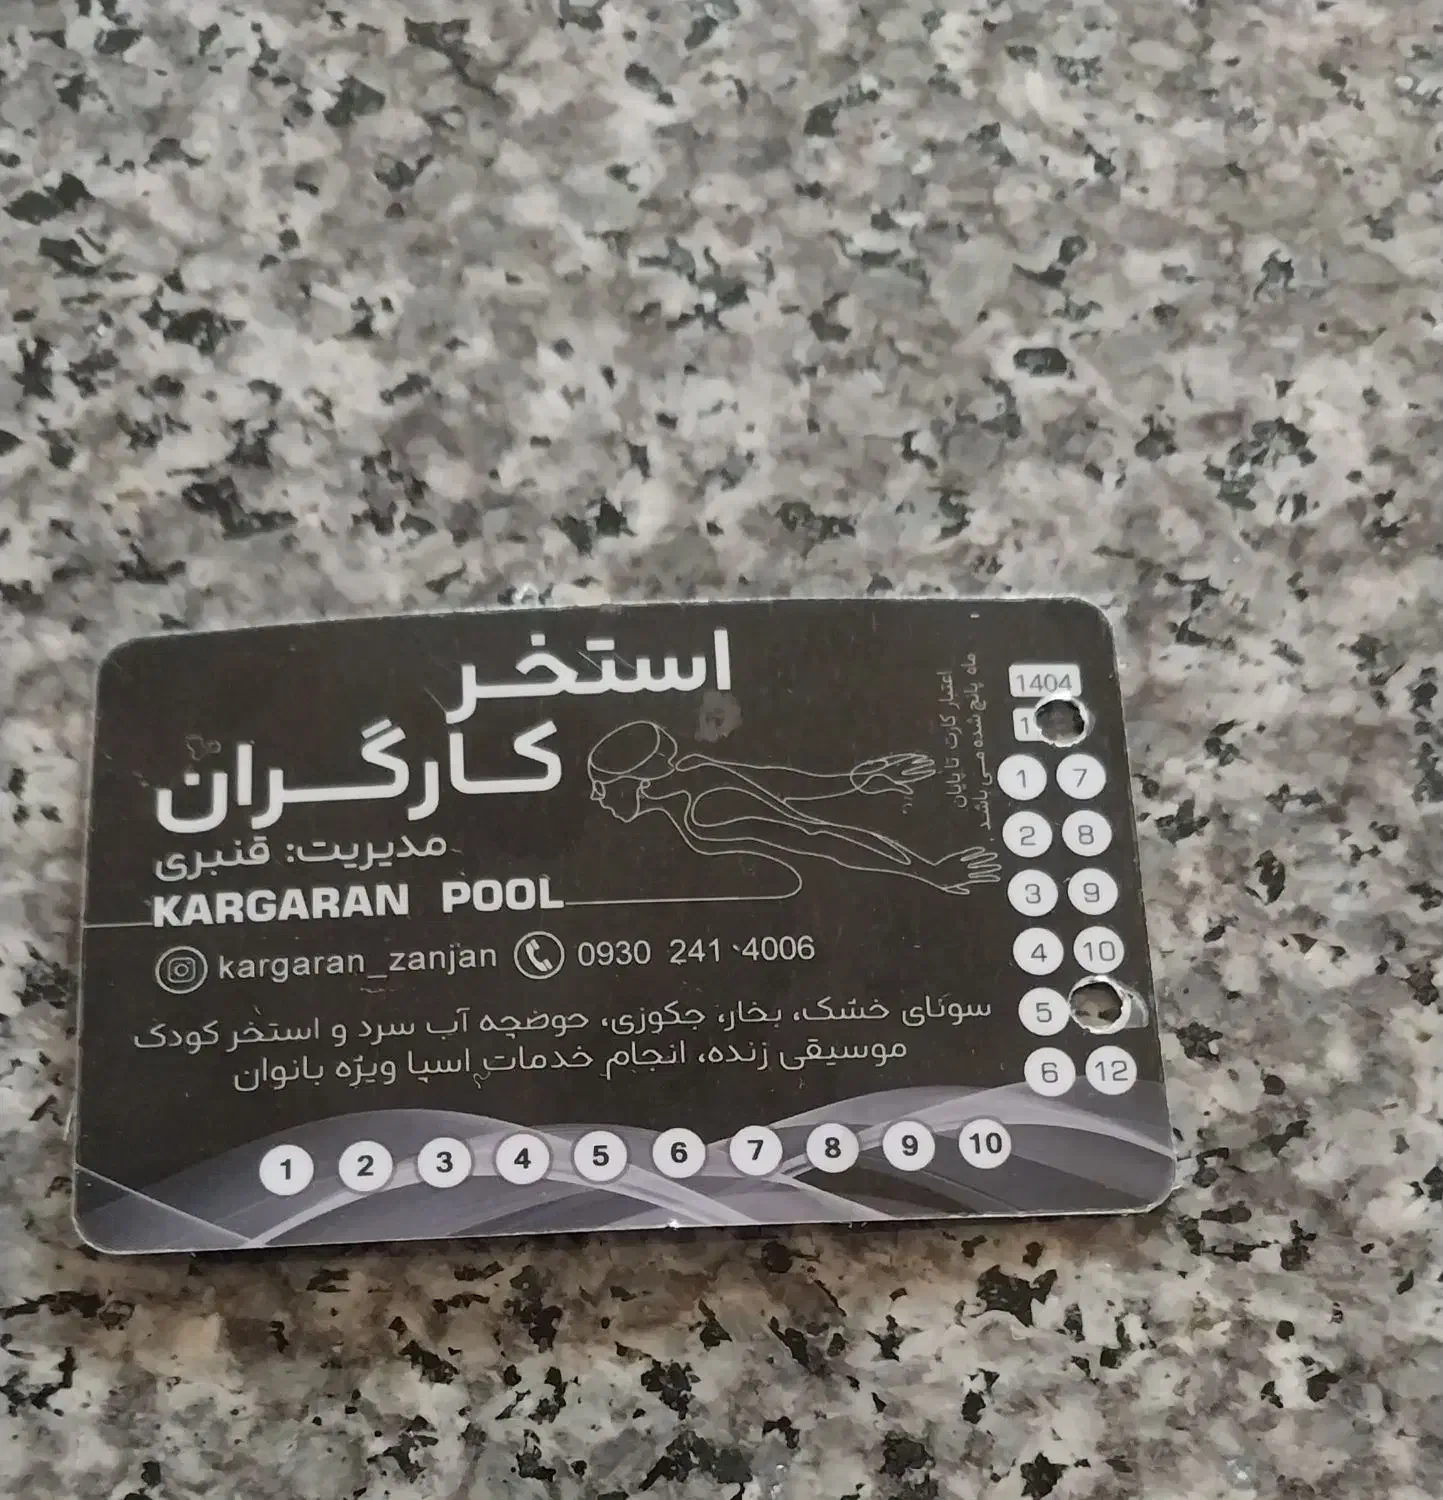 استخر
کارگران
مدیریت: قنبری
KARGARAN POOL
kargaran_zanjan 0930 241 4006
سونای خشک، بخار، جکوزی، حوضچه آب سرد و استخر کودک
موسیقی زنده، انجام خدمات اسپا ویژه بانوان
اعتبار کارت تا پایان
ماه پانچ شده می باشد.
1404
1 7
2 8
3 9
4 10
5
6 12
1 2 3 4 5 6 7 8 9 10